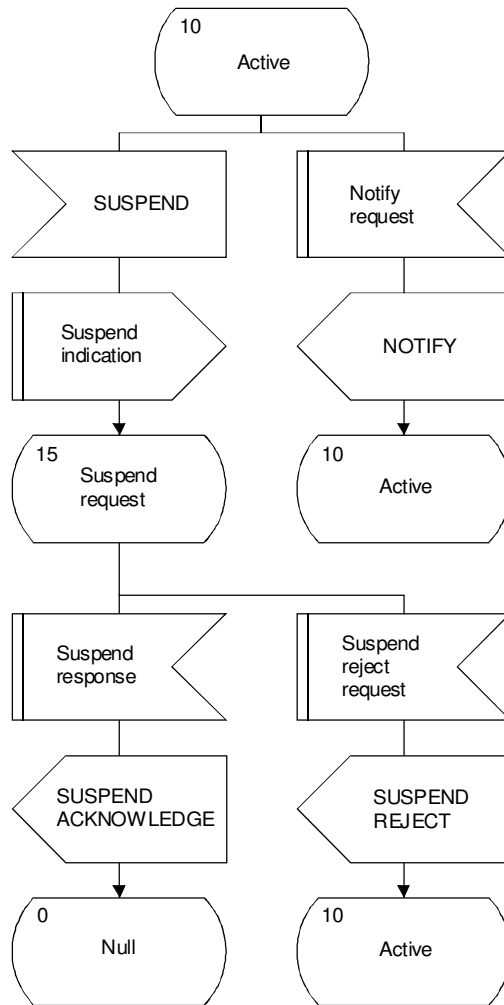 10
Active
SUSPEND
Notify
request
Suspend
indication
NOTIFY
15
Suspend
request
10
Active
Suspend
response
Suspend
reject
request
SUSPEND
ACKNOWLEDGE
SUSPEND
REJECT
0
Null
10
Active